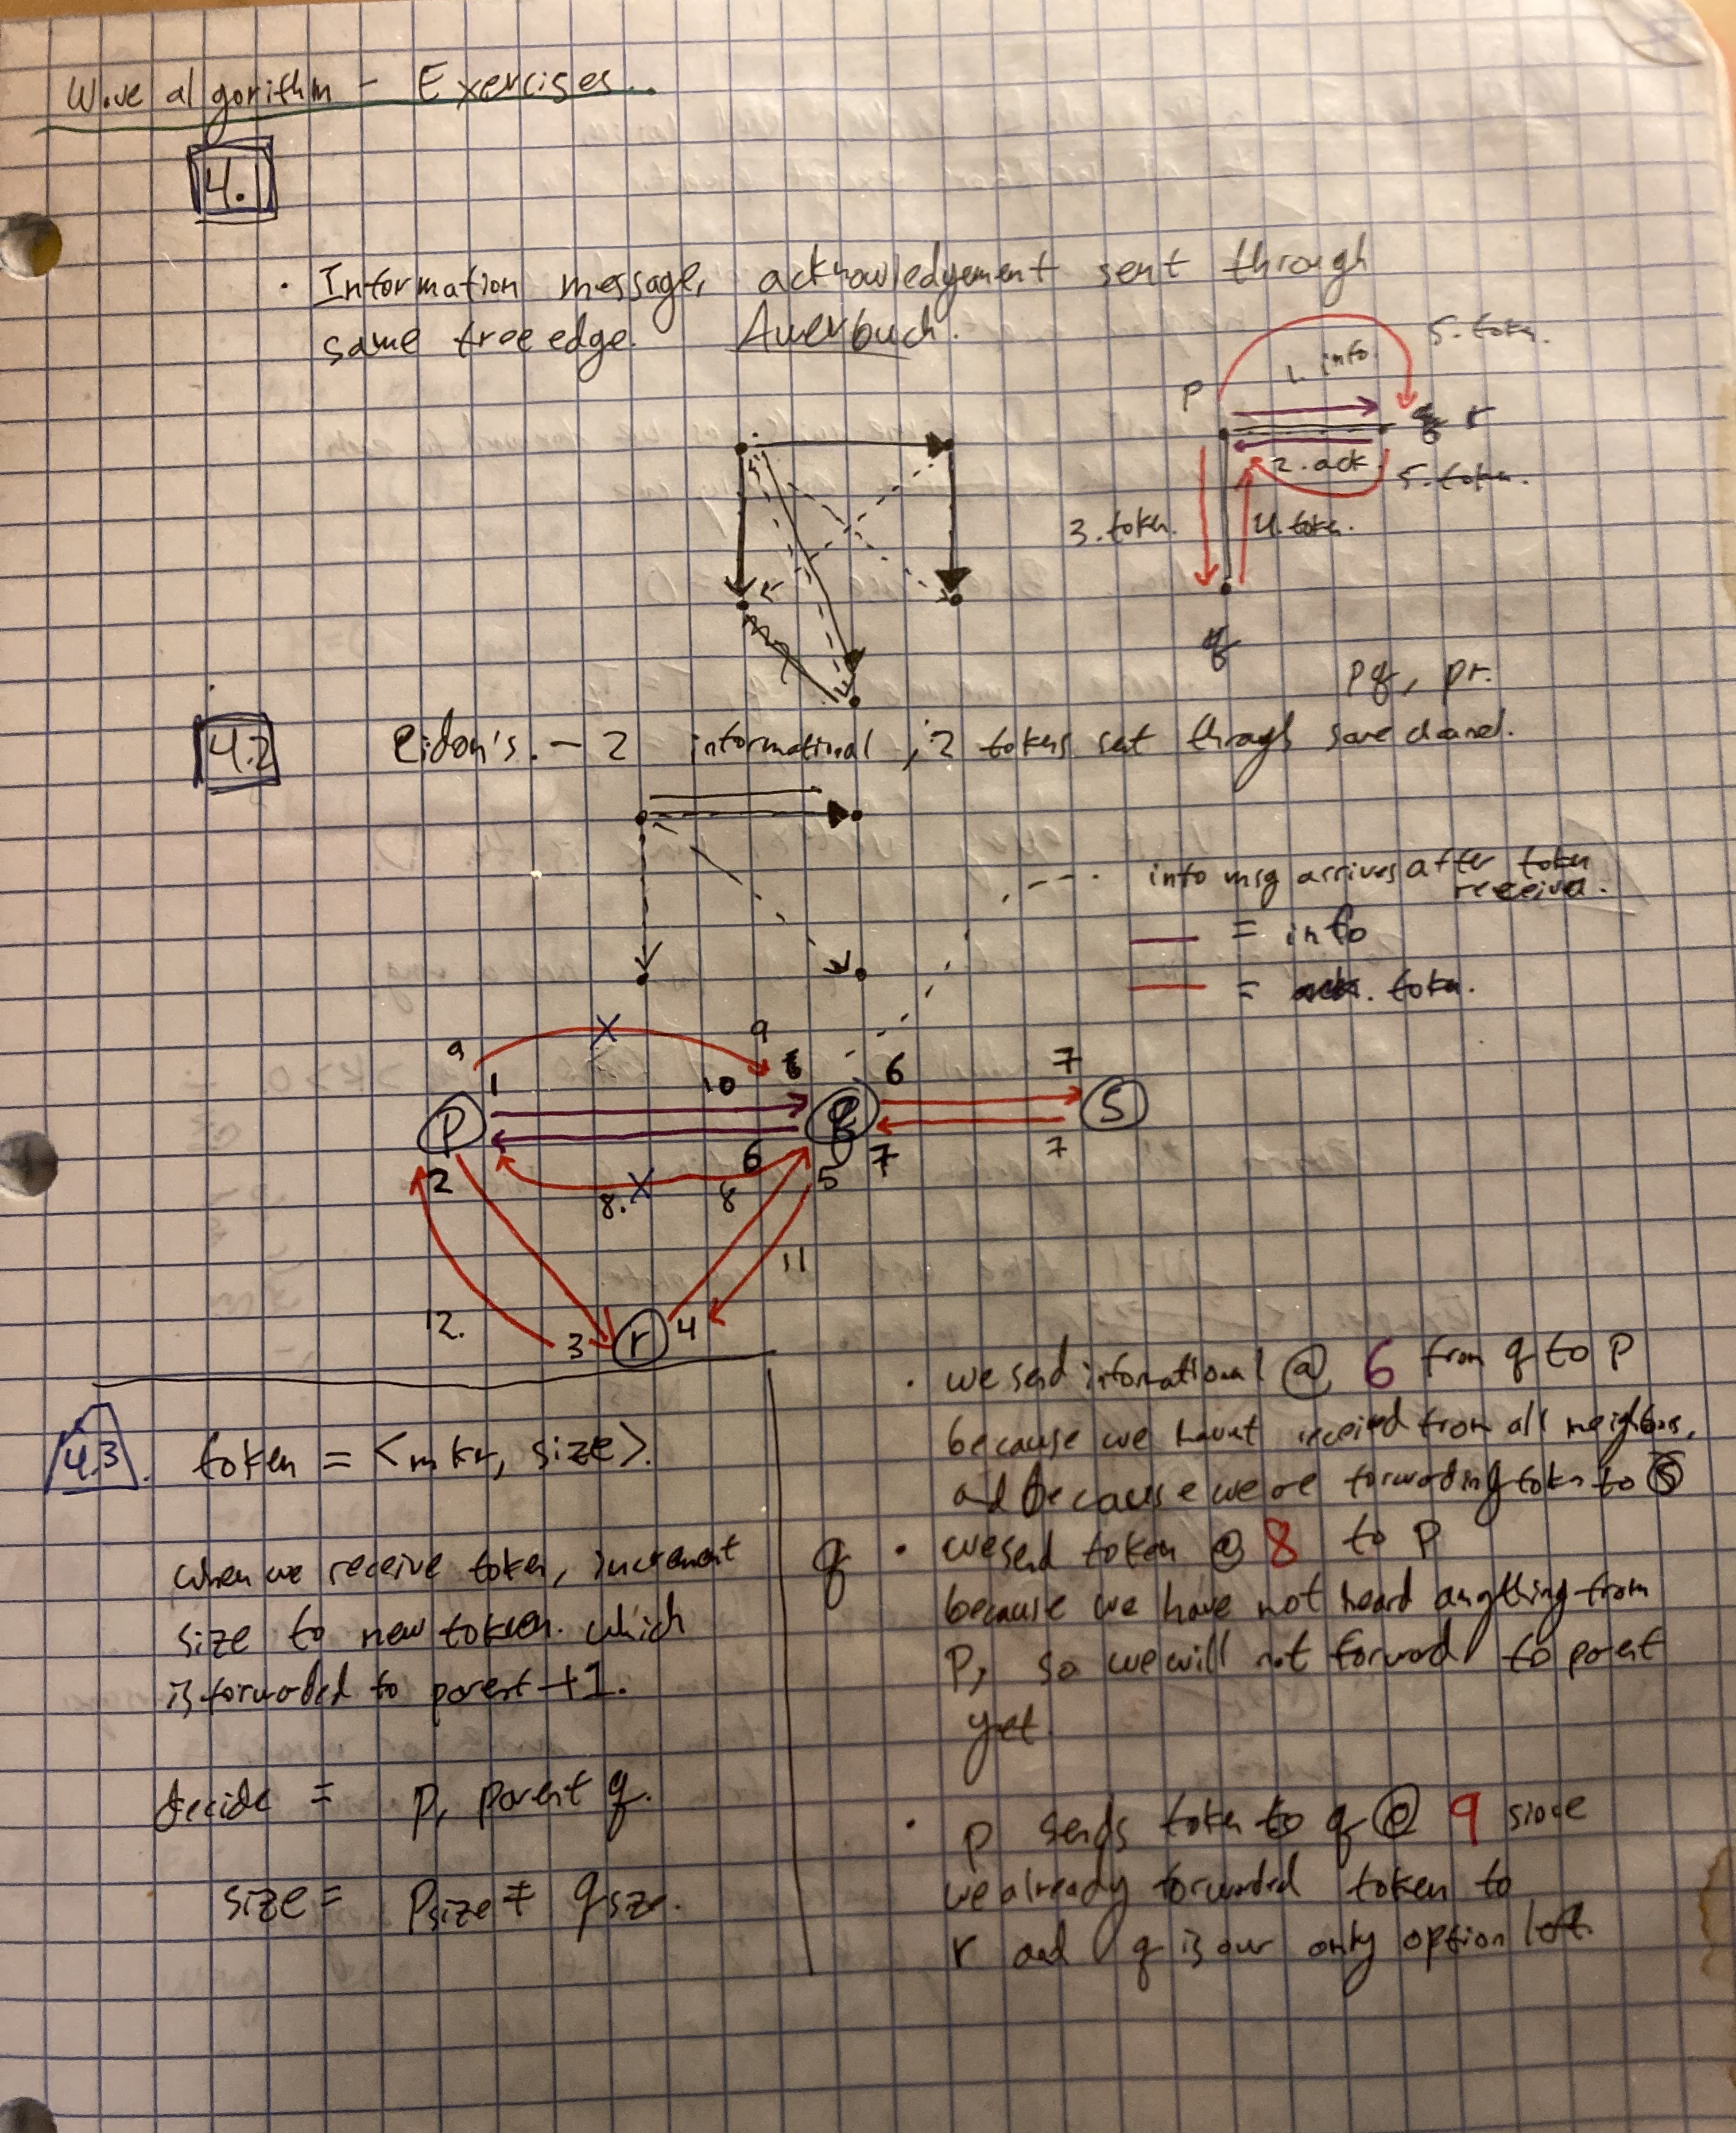 Wave algorithm - Exercises..
4.1
· Information message, acknowledgement sent through
same tree edge. Awerbuch.
5. token.
1. info.
p
r
2. ack
5. token.
3. token.
4. token.
q
pq, pr.
4.2
Cidon's. - 2 informational, 2 tokens sent through same channel.
info msg arrives after token
receival.
= info
= token.
9
X
9
1
10
6
7
P
q
S
2
6
7
7
8. X
8
5
11
12.
3
r
4
· we send informational @ 6 from q to P
because we havnt received from all neighbors,
and because we're forwarding token to S
q · we send token @ 8 to P
because we have not heard anything from
P, so we will not forward to parent
yet.
· p sends token to q @ 9 since
we already forwarded token to
r and q is our only option left.
4.3. token = <mkr, size>.
when we receive token, increment
size to new token. which
is forwarded to parent +1.
decide = p, parent q.
size = Psize ≠ qsize.